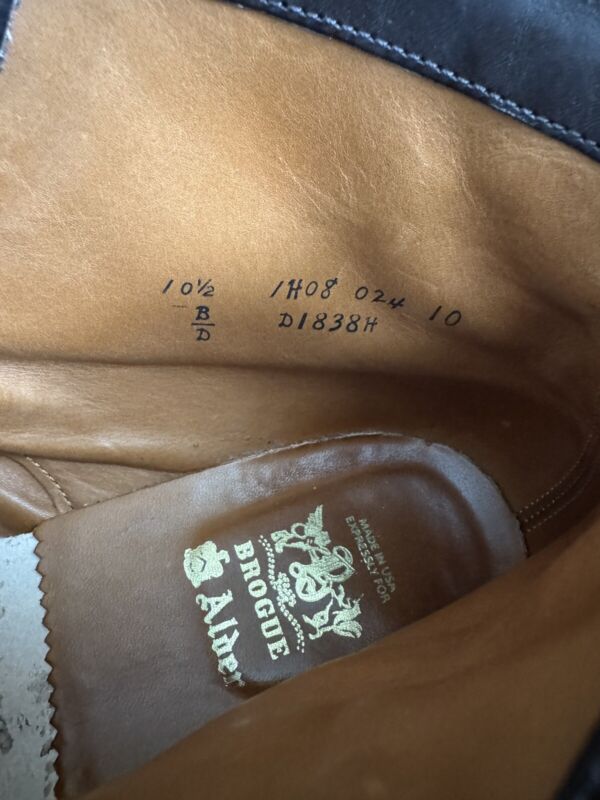 10½ 1H08 024 10
B D1838H
D
MADE IN USA
EXPRESSLY FOR
BROGUE
Alden